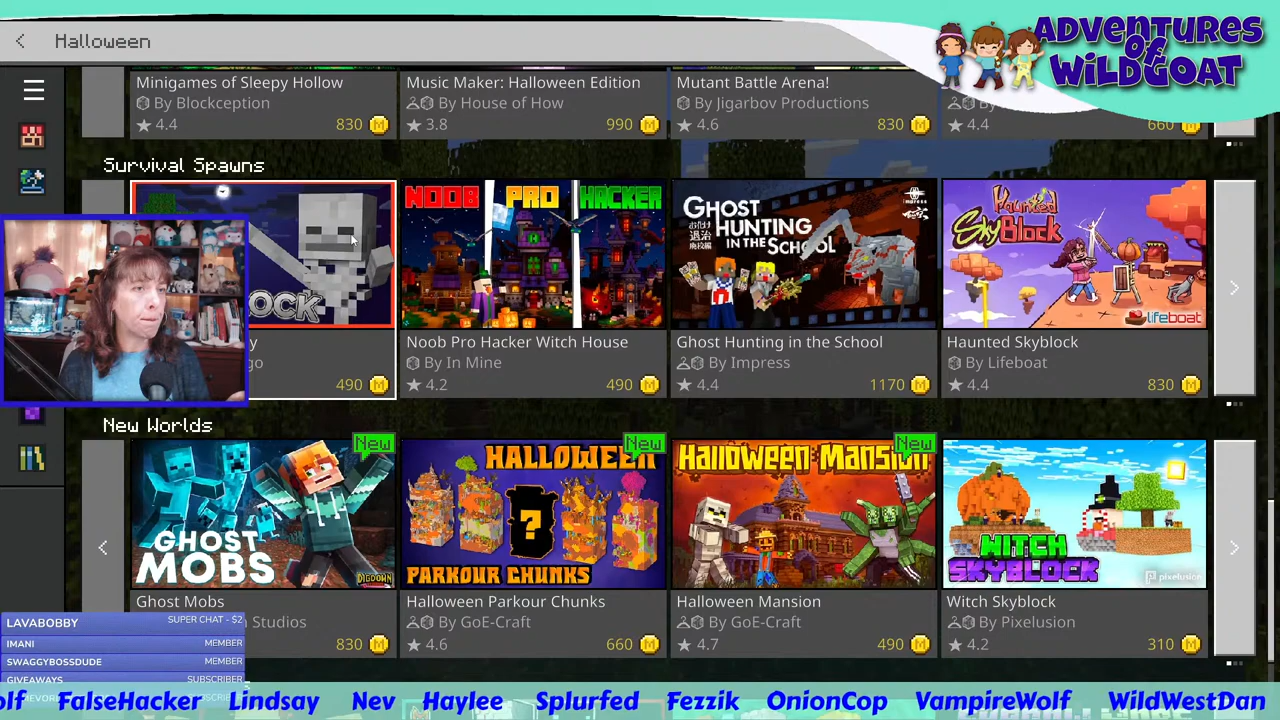 Halloween
ADVENTURES
OF
WILDGOAT
Minigames of Sleepy Hollow
By Blockception
4.4
830
Music Maker: Halloween Edition
By House of How
3.8
990
Mutant Battle Arena!
By Jigarbov Productions
4.6
830
4.4
660
Survival Spawns
OCK
490
NOOB PRO HACKER
Noob Pro Hacker Witch House
By In Mine
4.2
490
GHOST
HUNTING
IN THE SCHOOL
impress
Ghost Hunting in the School
By Impress
4.4
1170
Haunted
SkyBlock
lifeboat
Haunted Skyblock
By Lifeboat
4.4
830
New Worlds
New
GHOST
MOBS
DIGDOWN
Ghost Mobs
Studios
830
New
HALLOWEEN
?
PARKOUR CHUNKS
Halloween Parkour Chunks
By GoE-Craft
4.6
660
New
Halloween Mansion
Halloween Mansion
By GoE-Craft
4.7
490
WITCH
SKYBLOCK
pixelusion
Witch Skyblock
By Pixelusion
4.2
310
LAVABOBBY SUPER CHAT - $2
IMANI MEMBER
SWAGGYBOSSDUDE MEMBER
GIVEAWAYS SUBSCRIBER
olf FalseHacker Lindsay Nev Haylee Splurfed Fezzik OnionCop VampireWolf WildWestDan